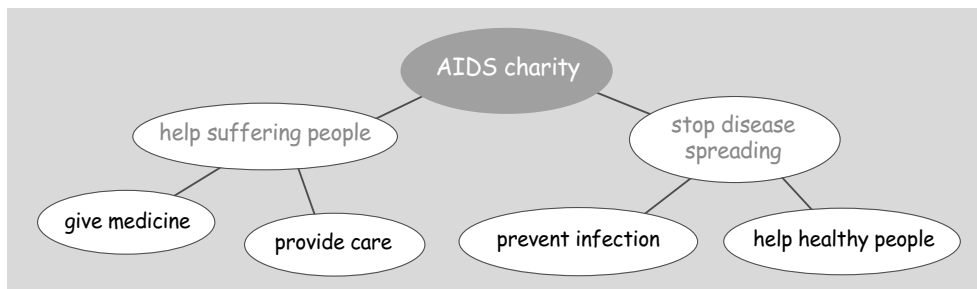 AIDS charity
help suffering people
stop disease
spreading
give medicine
provide care
prevent infection
help healthy people